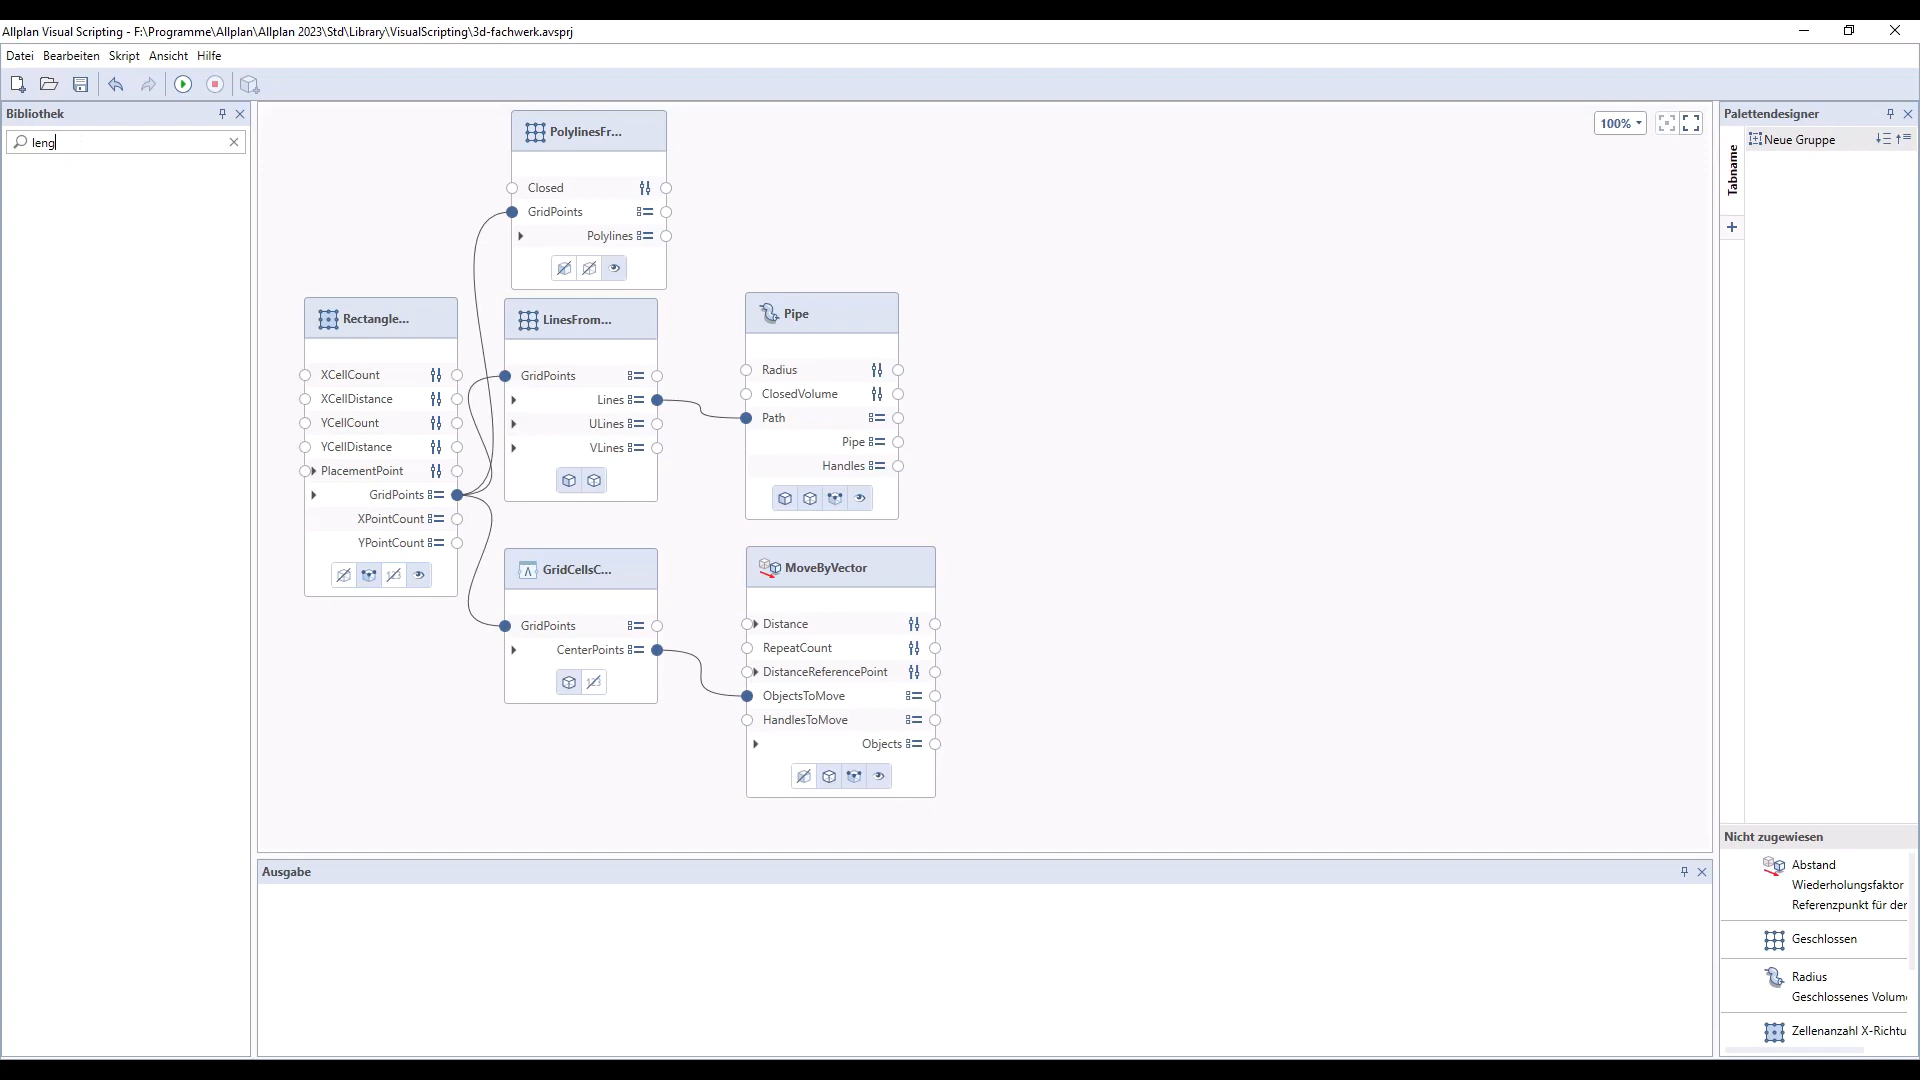 Allplan Visual Scripting - F:\Programme\Allplan\Allplan 2023\Std\Library\VisualScripting\3d-fachwerk.avsprj
Datei Bearbeiten Skript Ansicht Hilfe
Bibliothek
leng
PolylinesFr...
Closed
GridPoints
Polylines
Rectangle...
XCellCount
XCellDistance
YCellCount
YCellDistance
PlacementPoint
GridPoints
XPointCount
YPointCount
LinesFrom...
GridPoints
Lines
ULines
VLines
GridCellsC...
GridPoints
CenterPoints
Pipe
Radius
ClosedVolume
Path
Pipe
Handles
MoveByVector
Distance
RepeatCount
DistanceReferencePoint
ObjectsToMove
HandlesToMove
Objects
100%
Ausgabe
Palettendesigner
Tabname
Neue Gruppe
Nicht zugewiesen
Abstand
Wiederholungsfaktor
Referenzpunkt für der
Geschlossen
Radius
Geschlossenes Volum
Zellenanzahl X-Richtu